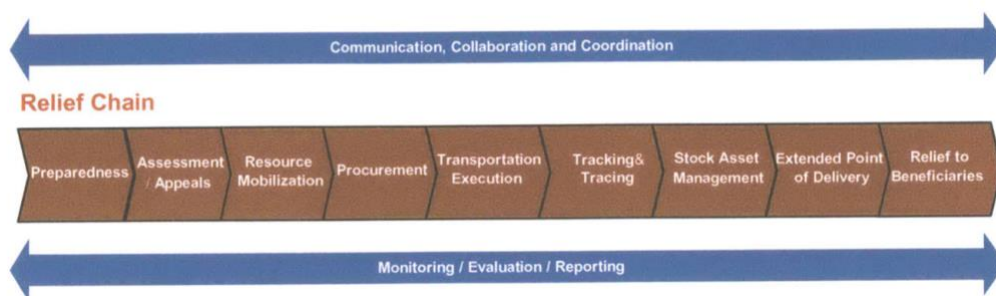 Communication, Collaboration and Coordination
Relief Chain
Preparedness
Assessment
/ Appeals
Resource
Mobilization
Procurement
Transportation
Execution
Tracking&
Tracing
Stock Asset
Management
Extended Point
of Delivery
Relief to
Beneficiaries
Monitoring / Evaluation / Reporting